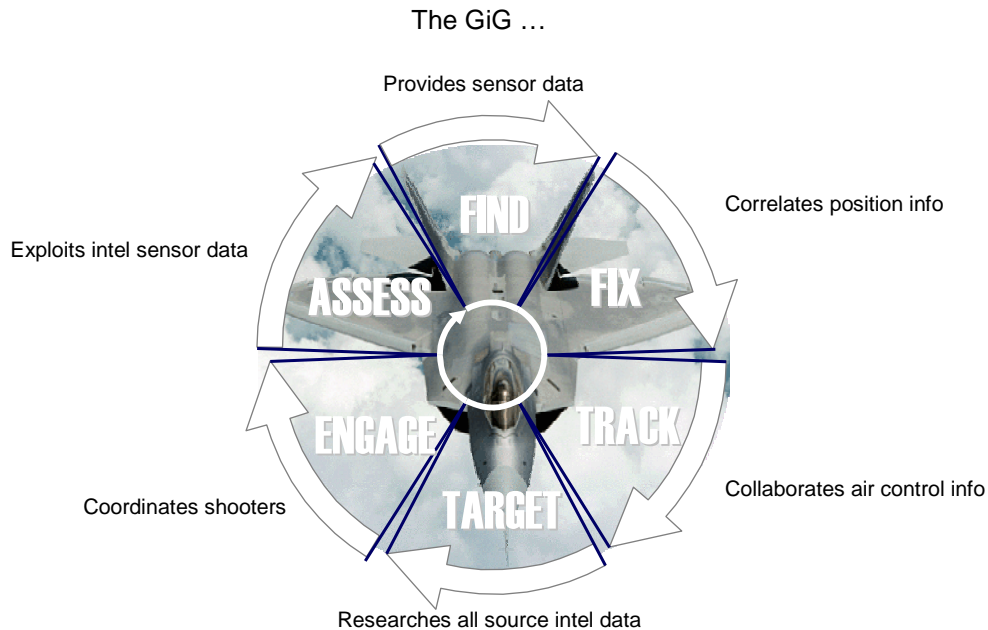 The GiG …
Provides sensor data
FIND
Correlates position info
FIX
Exploits intel sensor data
ASSESS
TRACK
ENGAGE
Collaborates air control info
Coordinates shooters
TARGET
Researches all source intel data